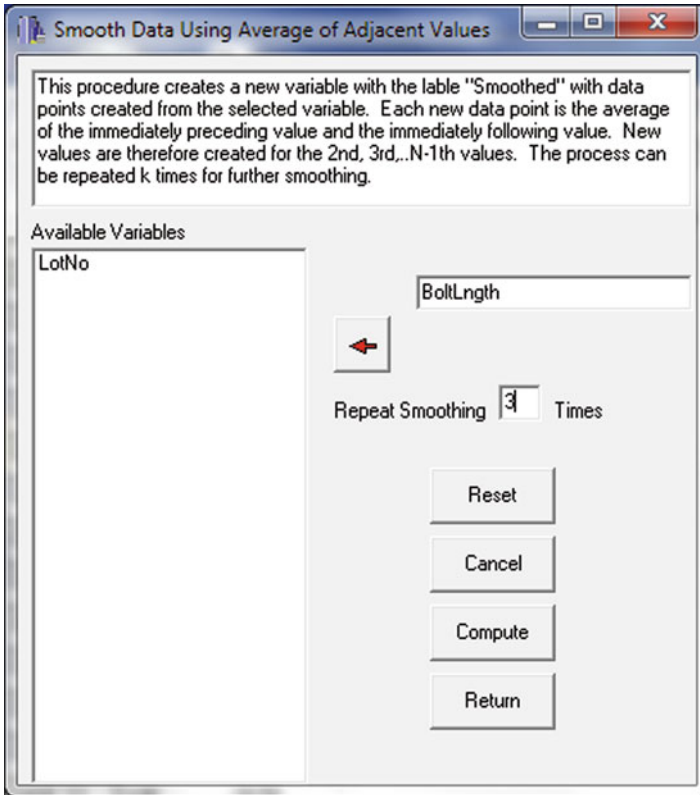 Smooth Data Using Average of Adjacent Values
This procedure creates a new variable with the lable "Smoothed" with data
points created from the selected variable. Each new data point is the average
of the immediately preceding value and the immediately following value. New
values are therefore created for the 2nd, 3rd,..N-1th values. The process can
be repeated k times for further smoothing.
Available Variables
LotNo
BoltLngth
Repeat Smoothing 3 Times
Reset
Cancel
Compute
Return